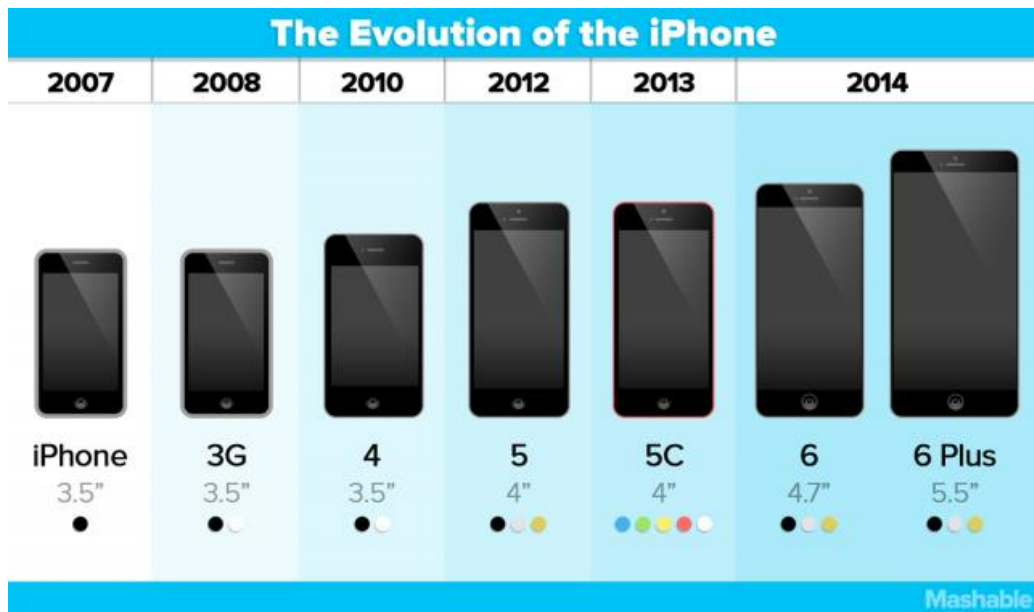 The Evolution of the iPhone
2007 2008 2010 2012 2013 2014
iPhone 3G 4 5 5C 6 6 Plus
3.5” 3.5” 3.5” 4” 4” 4.7” 5.5”
Mashable